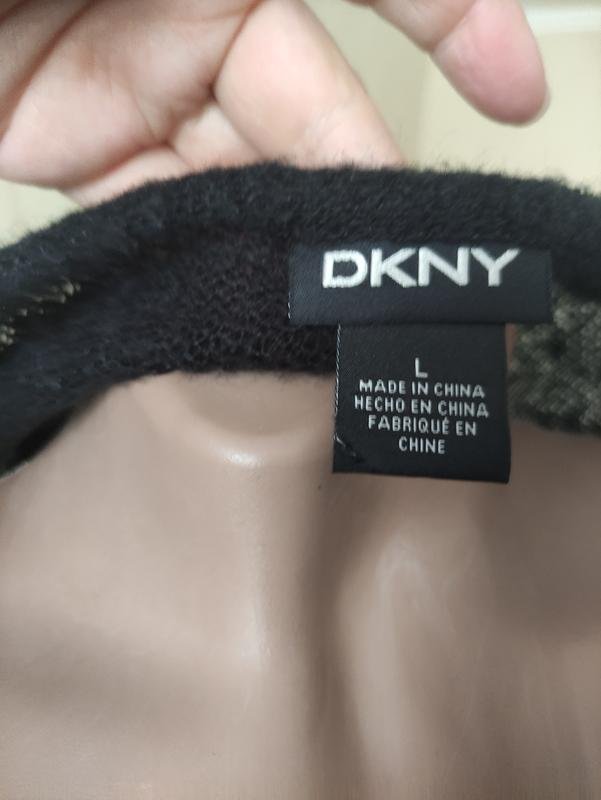 DKNY
L
MADE IN CHINA
HECHO EN CHINA
FABRIQUÉ EN
CHINE